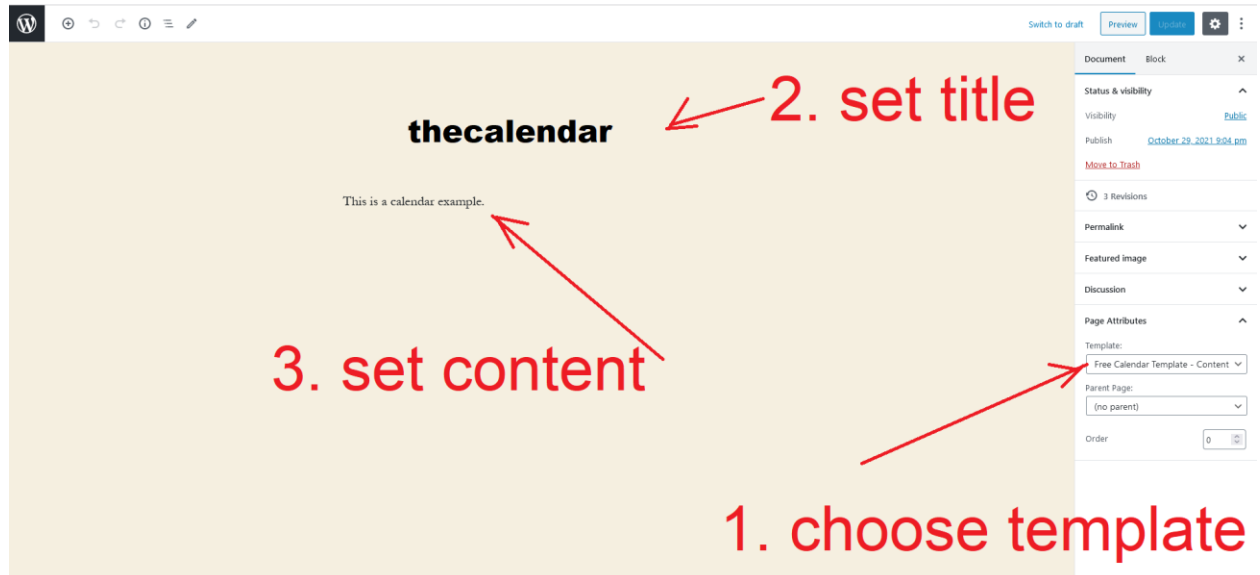 Switch to draft Preview Update
Document Block
Status & visibility
Visibility Public
Publish October 29, 2021 9:04 pm
Move to Trash
3 Revisions
Permalink
Featured image
Discussion
Page Attributes
Template:
Free Calendar Template - Content
Parent Page:
(no parent)
Order 0
2. set title
thecalendar
This is a calendar example.
3. set content
1. choose template